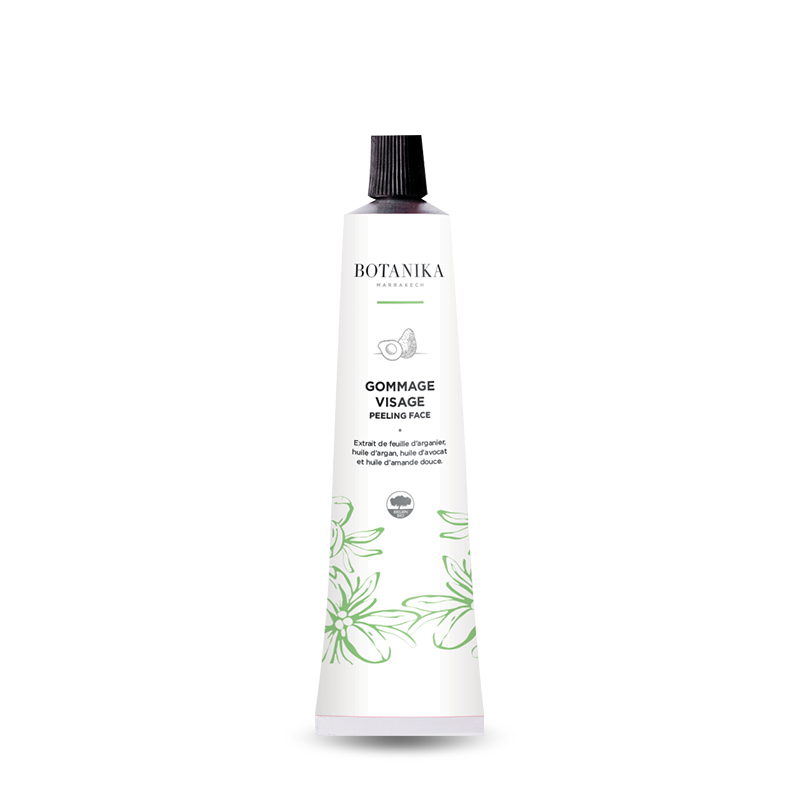 BOTANIKA
MARRAKECH
GOMMAGE
VISAGE
PEELING FACE
Extrait de feuille d'arganier,
huile d'argan, huile d'avocat
et huile d'amande douce.